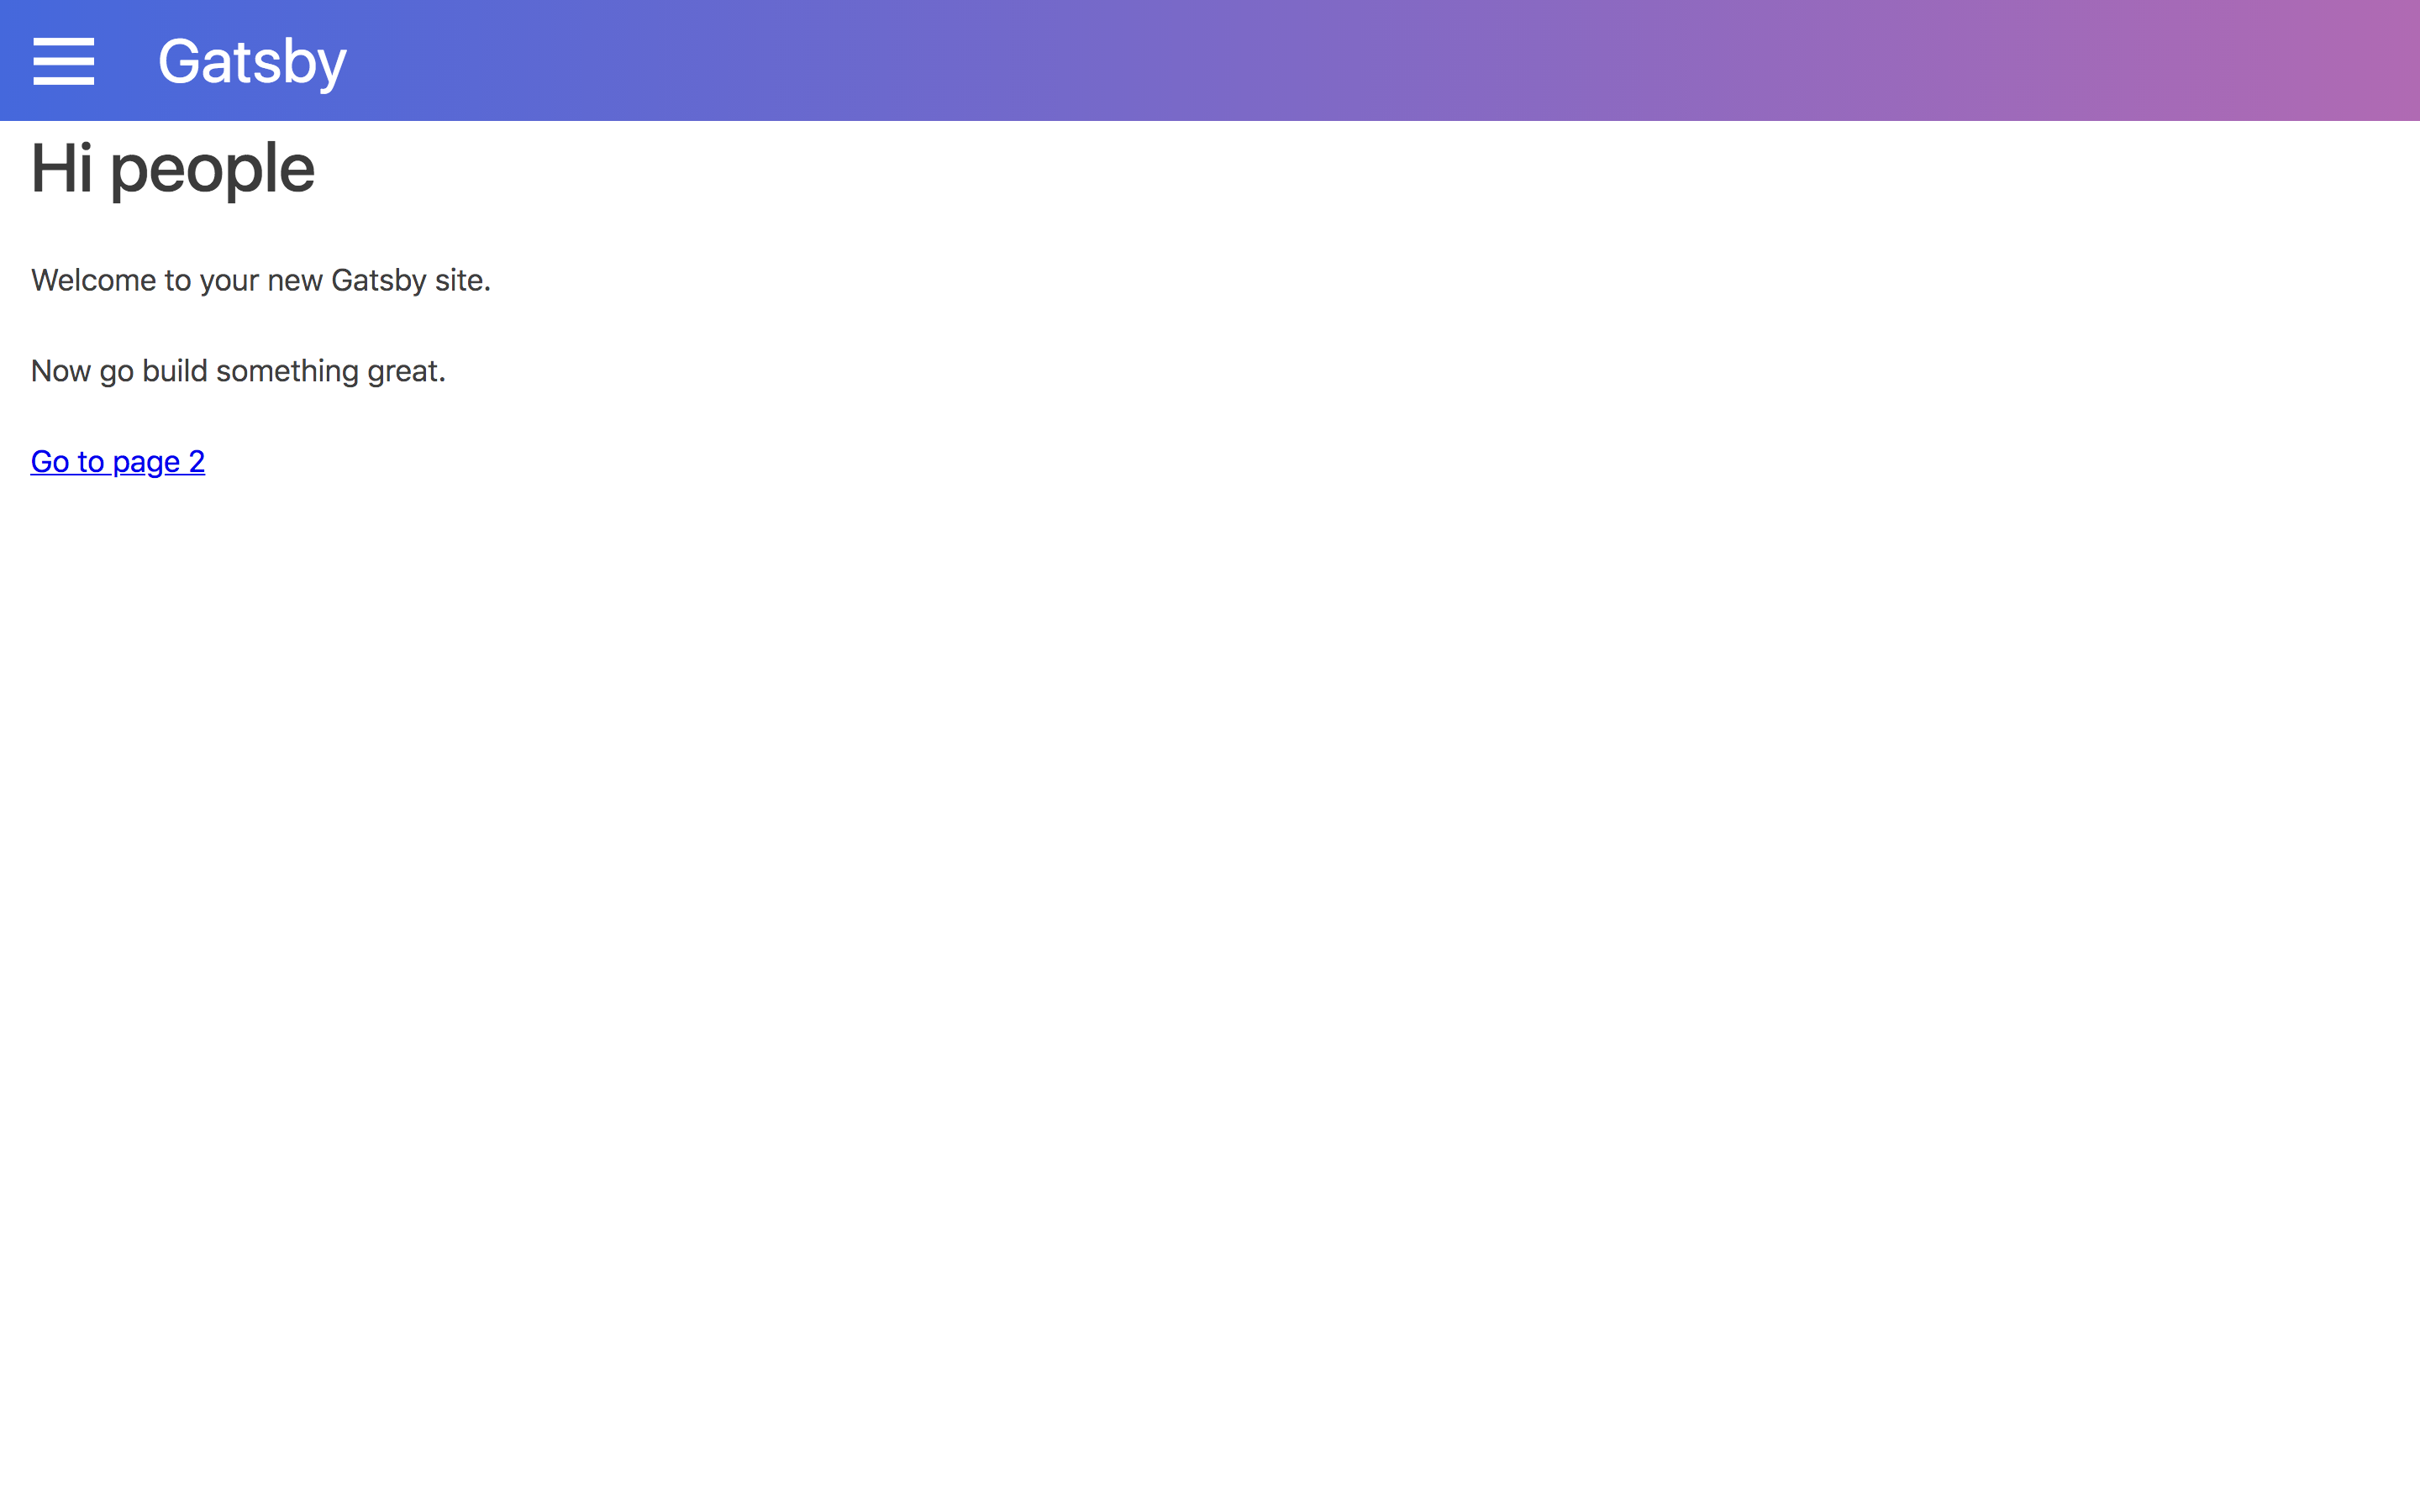 Gatsby
Hi people
Welcome to your new Gatsby site.
Now go build something great.
Go to page 2